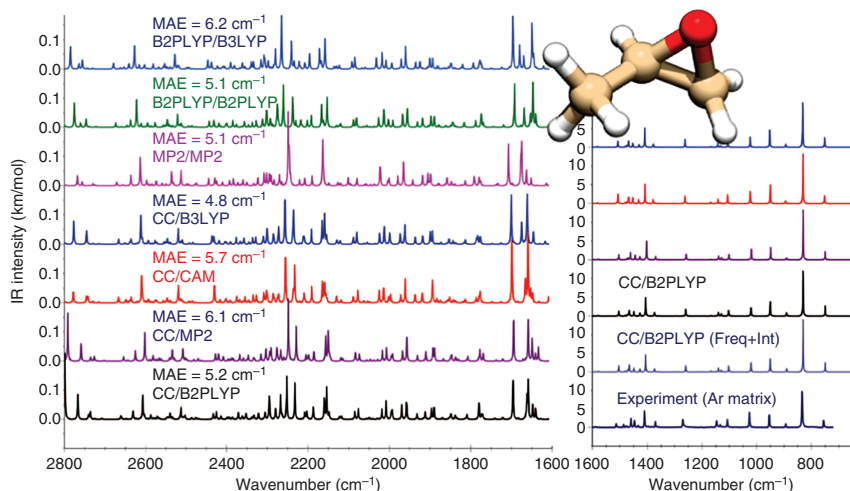 MAE = 6.2 cm⁻¹
B2PLYP/B3LYP
0.1
0.0
MAE = 5.1 cm⁻¹
B2PLYP/B2PLYP
0.1
0.0
MAE = 5.1 cm⁻¹
MP2/MP2
0.1
0.0
MAE = 4.8 cm⁻¹
CC/B3LYP
0.1
0.0
MAE = 5.7 cm⁻¹
CC/CAM
0.1
0.0
MAE = 6.1 cm⁻¹
CC/MP2
0.1
0.0
MAE = 5.2 cm⁻¹
CC/B2PLYP
0.1
0.0
IR intensity (km/mol)
2800 2600 2400 2200 2000 1800 1600
Wavenumber (cm⁻¹)
5
0
10
5
0
10
5
0
CC/B2PLYP
10
5
0
CC/B2PLYP (Freq+Int)
10
5
0
Experiment (Ar matrix)
10
5
0
1600 1400 1200 1000 800
Wavenumber (cm⁻¹)